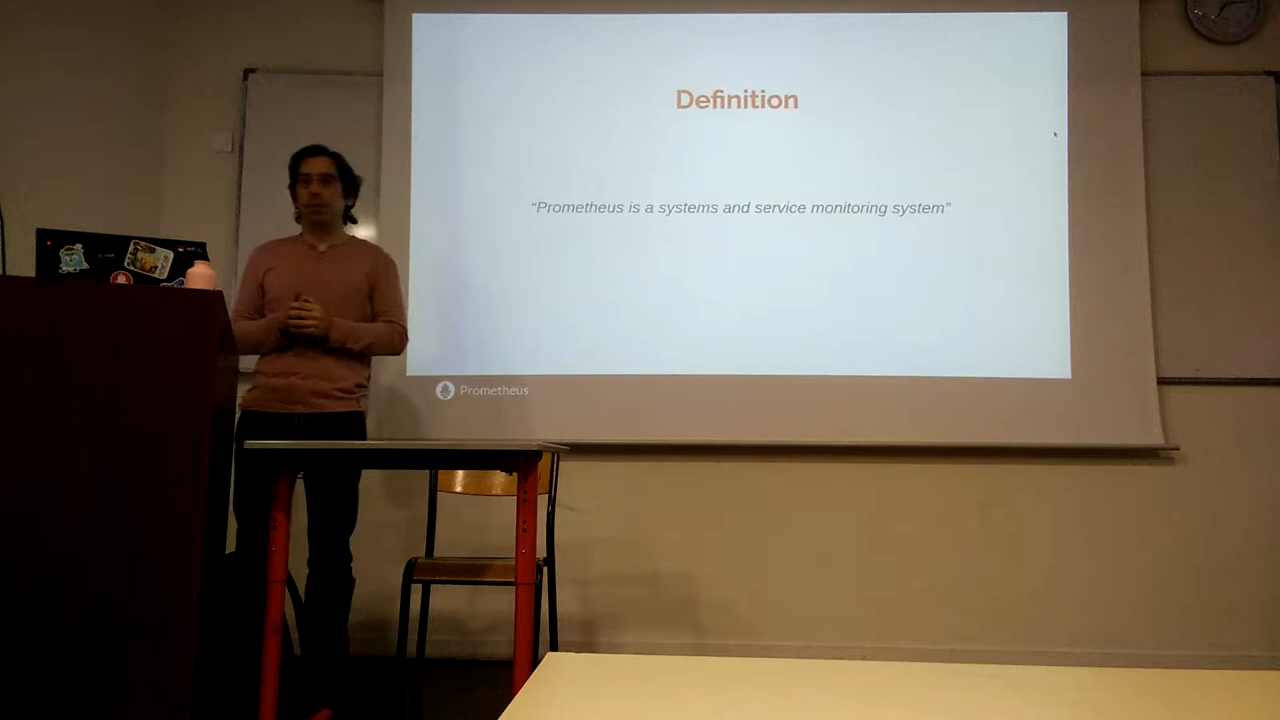 Definition
“Prometheus is a systems and service monitoring system”
Prometheus